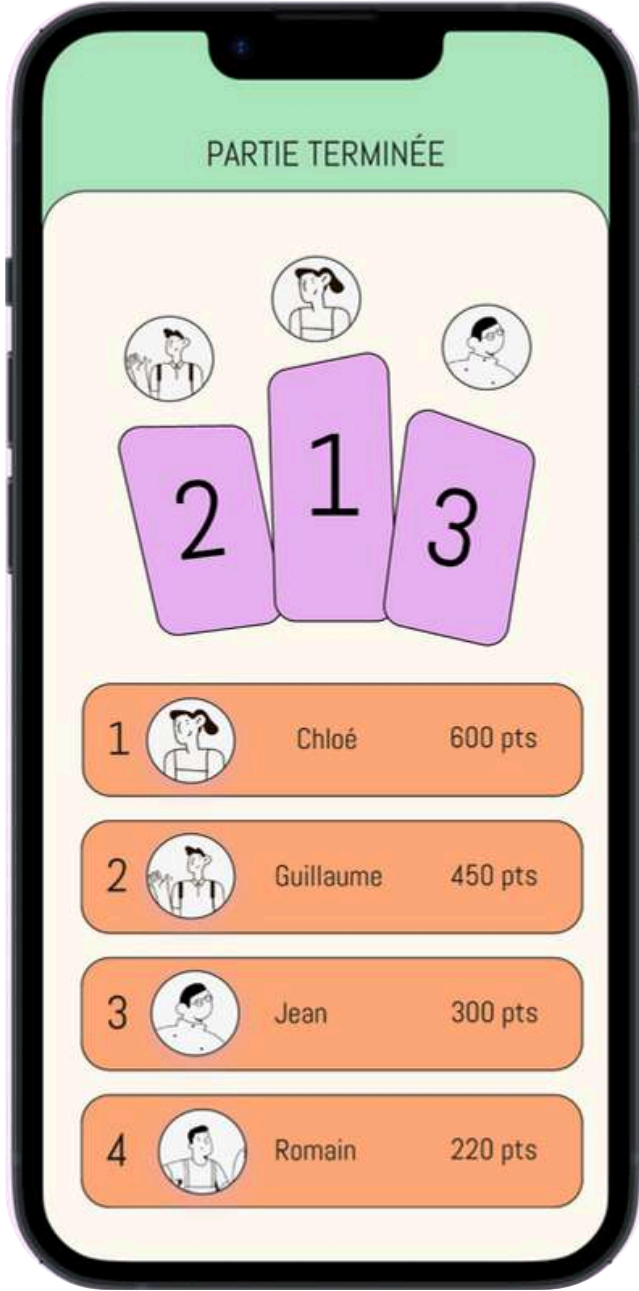 PARTIE TERMINÉE
2 1 3
1 Chloé 600 pts
2 Guillaume 450 pts
3 Jean 300 pts
4 Romain 220 pts